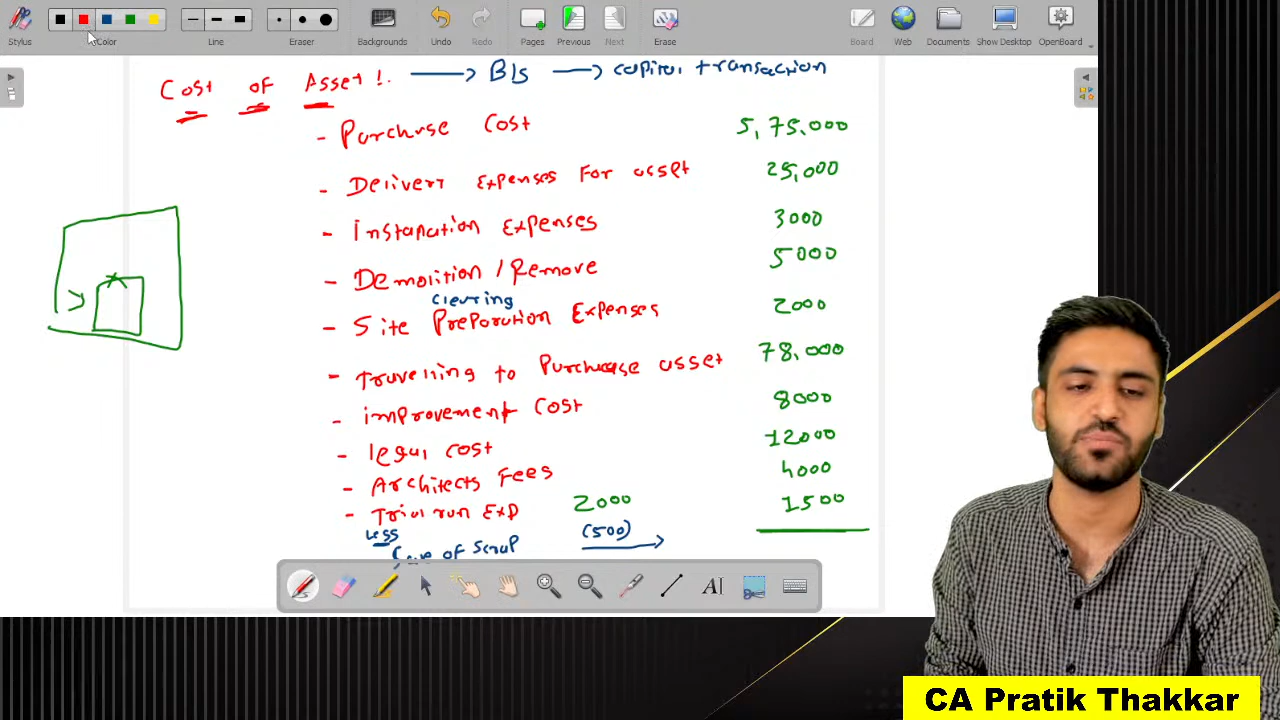 Stylus
Color
Line
Eraser
Backgrounds
Undo
Redo
Pages
Previous
Next
Erase
Board
Web
Documents
Show Desktop
OpenBoard
Cost of Asset! → B/s → capital transaction
- Purchase Cost 5,75,000
- Delivery Expenses For asset 25,000
- Installation Expenses 3000
- Demolition / Remove 5000
clearing
- Site Preparation Expenses 2000
- Travelling to Purchase asset 78,000
- improvement Cost 8000
- legal cost 12000
- Architects Fees 4000
- Trial run Exp 2000 1500
less
Sale of Scrap (500)
CA Pratik Thakkar